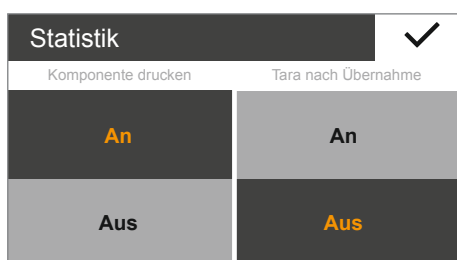 Statistik
Komponente drucken
Tara nach Übernahme
An
An
Aus
Aus